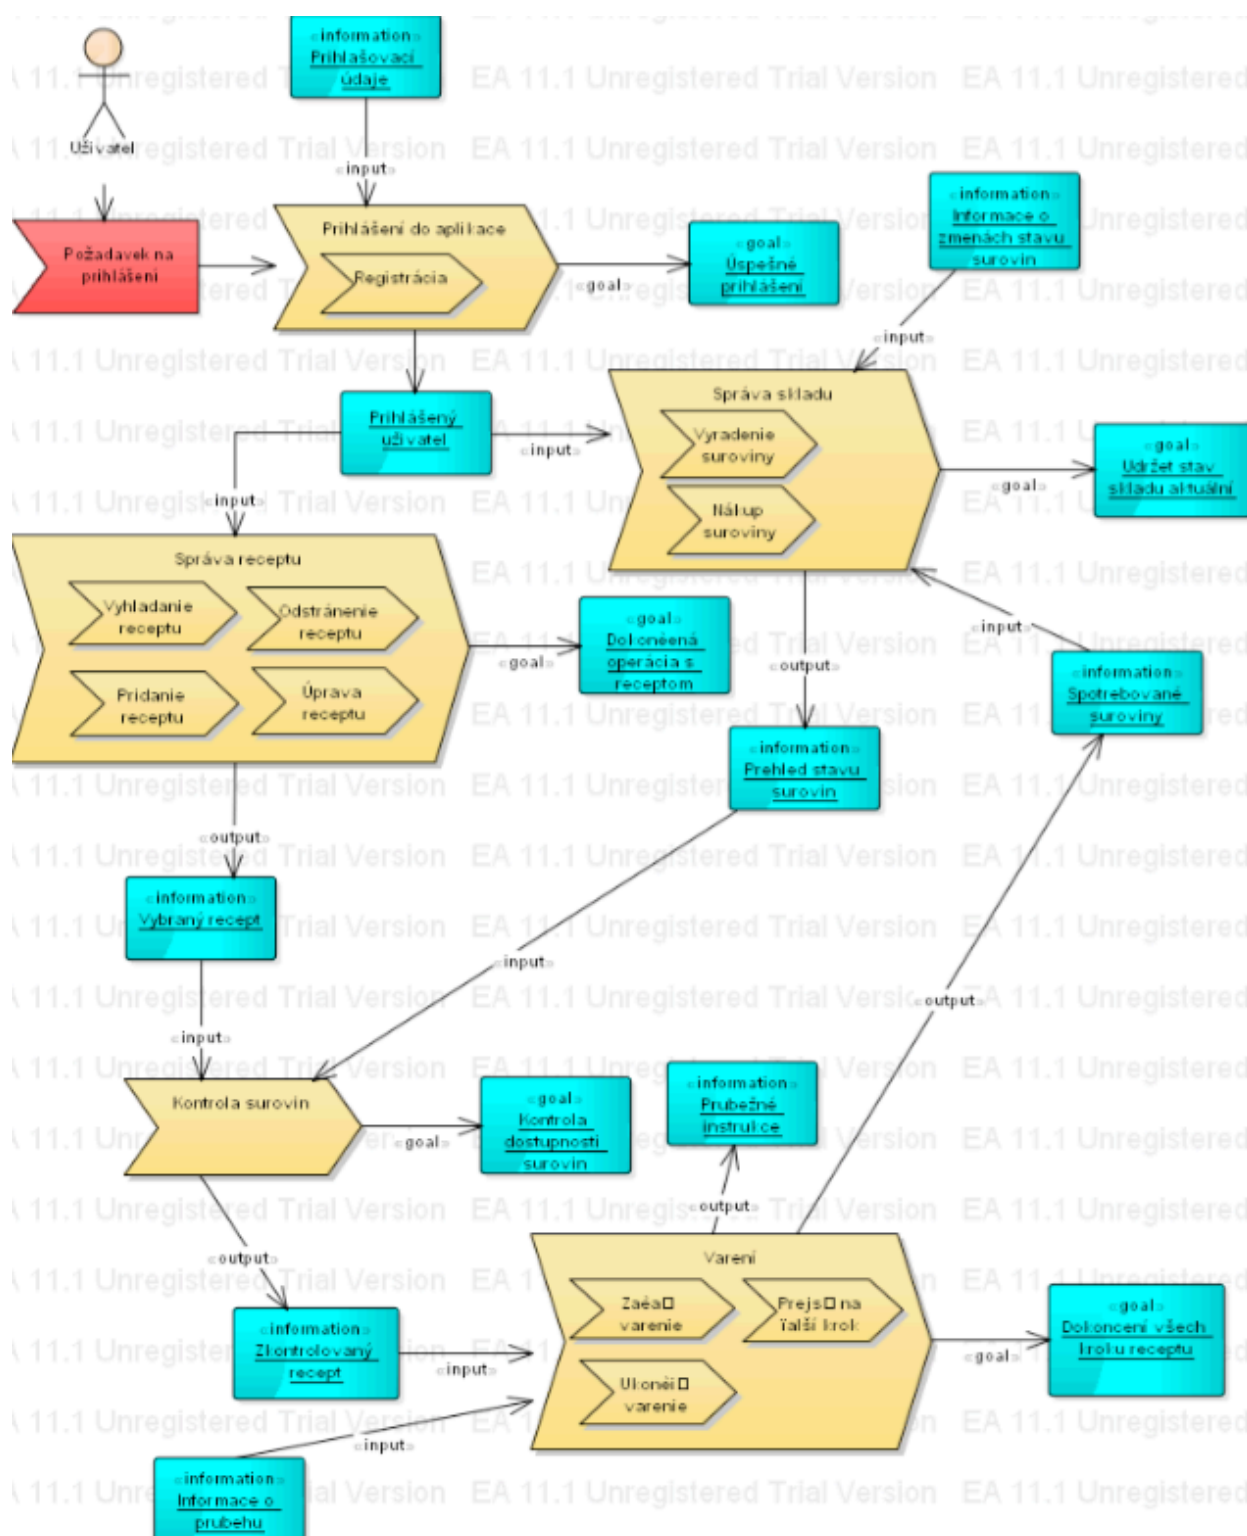 «information»
Prihlašovací
údaje
Uživatel
«input»
Požadavek na
prihlášení
Prihlášení do aplikace
Registrácia
«goal»
«goal»
Úspešné
prihlášení
«information»
Informace o
zmenách stavu
surovin
«input»
Prihlášený
uživatel
«input»
«input»
Správa skladu
Vyradenie
suroviny
Nákup
suroviny
«goal»
«goal»
Udržet stav
skladu aktuální
Správa receptu
Vyhladanie
receptu
Odstránenie
receptu
Pridanie
receptu
Úprava
receptu
«goal»
«goal»
Dokonèená
operácia s
receptom
«output»
«input»
«information»
Spotrebované
suroviny
«information»
Prehled stavu
surovin
«output»
«information»
Vybraný recept
«input»
«input»
«output»
Kontrola surovin
«goal»
«goal»
Kontrola
dostupnosti
surovin
«information»
Prubežné
instrukce
«output»
«output»
Varení
Zaèa□
varenie
Prejs□ na
ïalší krok
Ukonèi□
varenie
«goal»
«goal»
Dokoncení všech
kroku receptu
«information»
Zkontrolovaný
recept
«input»
«input»
«information»
Informace o
prubehu
EA 11.1 Unregistered Trial Version